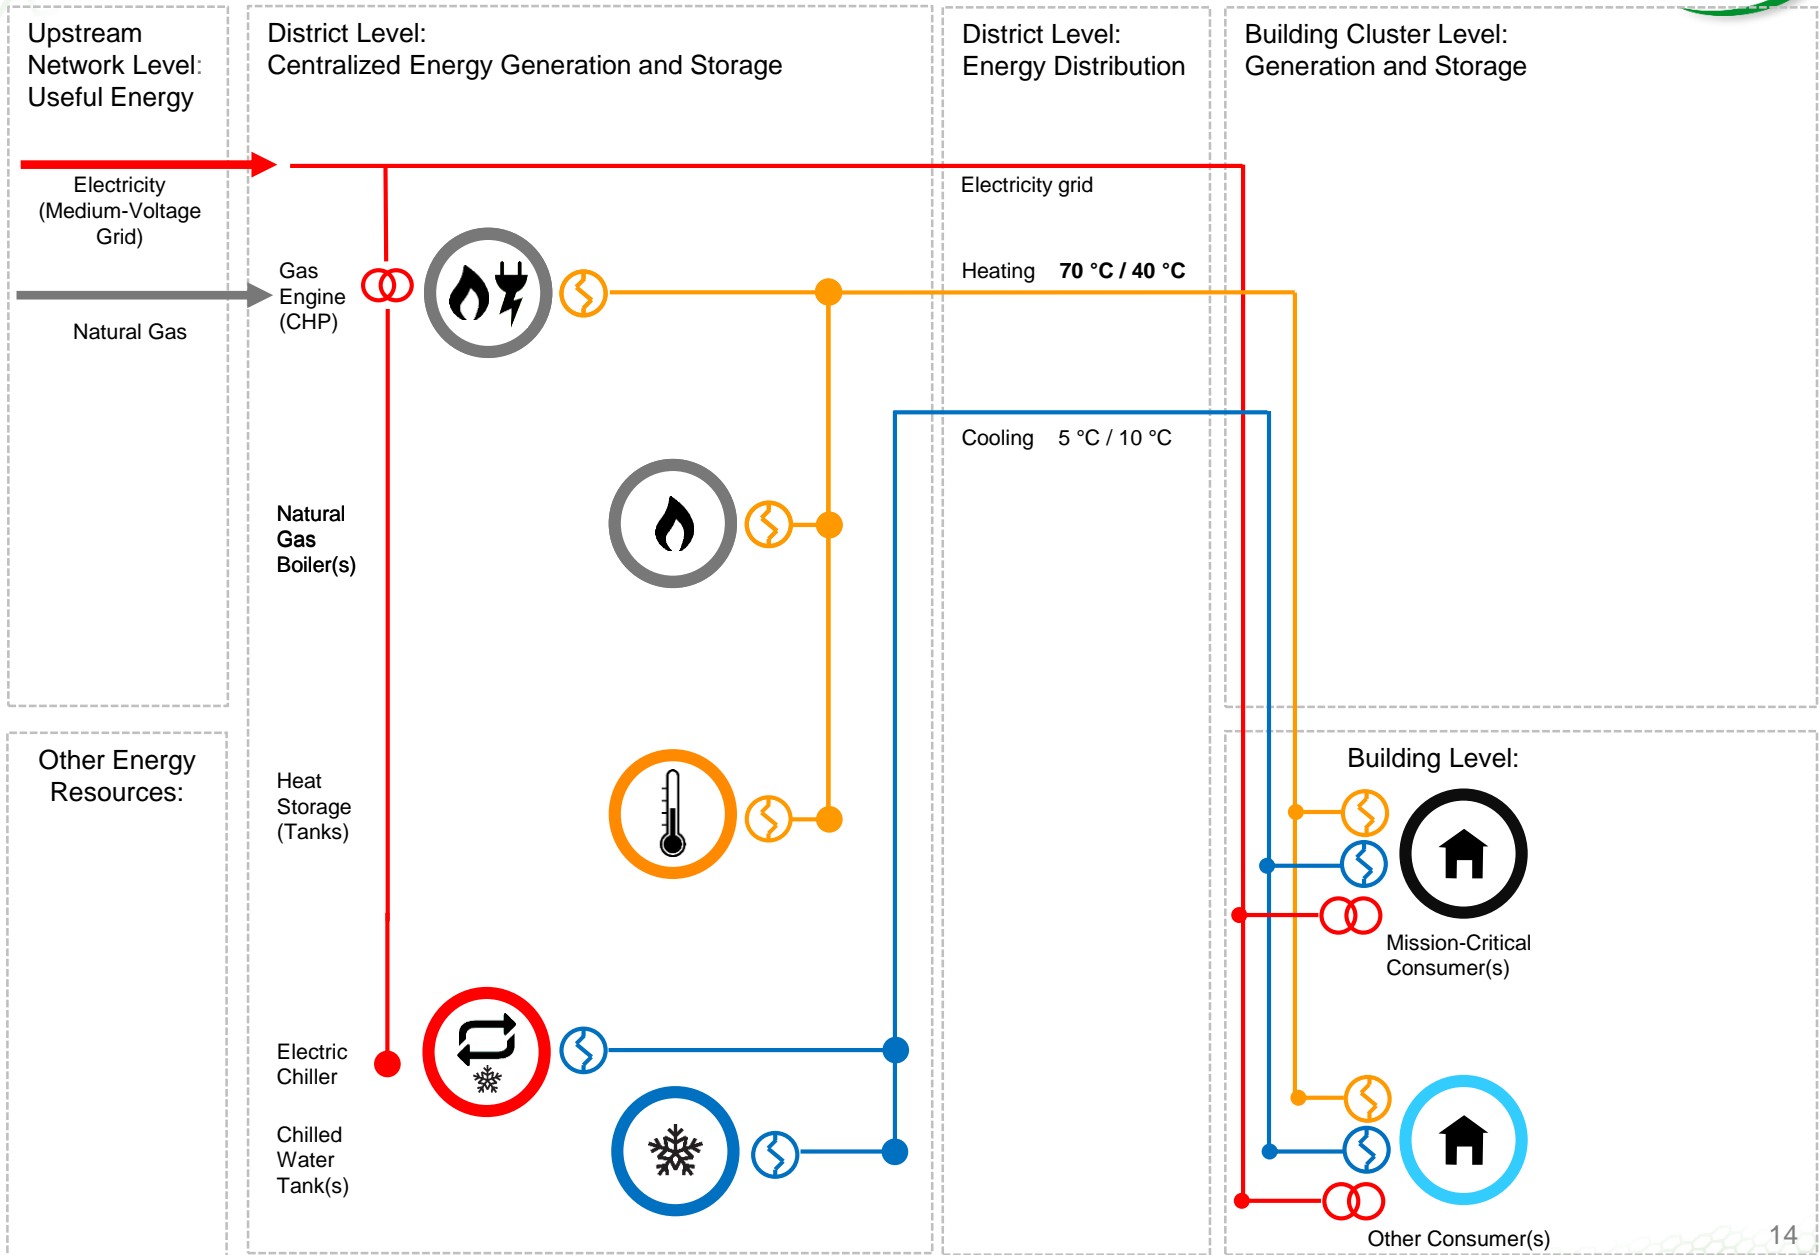 Upstream
Network Level:
Useful Energy
District Level:
Centralized Energy Generation and Storage
District Level:
Energy Distribution
Building Cluster Level:
Generation and Storage
Electricity
(Medium-Voltage
Grid)
Natural Gas
Gas
Engine
(CHP)
Electricity grid
Heating 70 °C / 40 °C
Cooling 5 °C / 10 °C
Natural
Gas
Boiler(s)
Other Energy
Resources:
Heat
Storage
(Tanks)
Building Level:
Mission-Critical
Consumer(s)
Electric
Chiller
Chilled
Water
Tank(s)
Other Consumer(s)
14